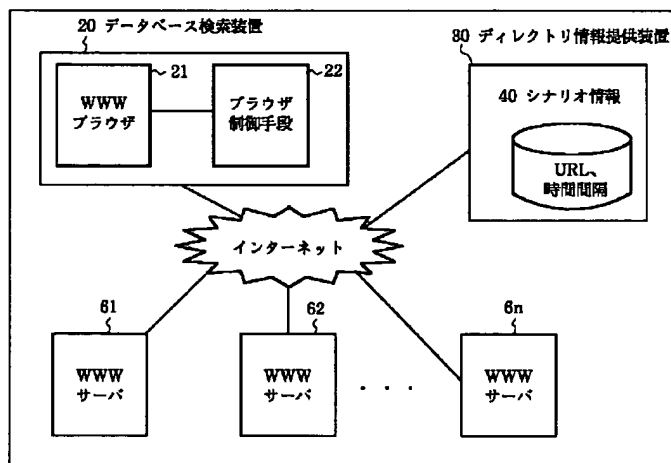 20 データベース検索装置
21
22
WWW
ブラウザ
ブラウザ
制御手段
80 ディレクトリ情報提供装置
40 シナリオ情報
URL、
時間間隔
インターネット
61
62
6n
WWW
サーバ
WWW
サーバ
・・・
WWW
サーバ